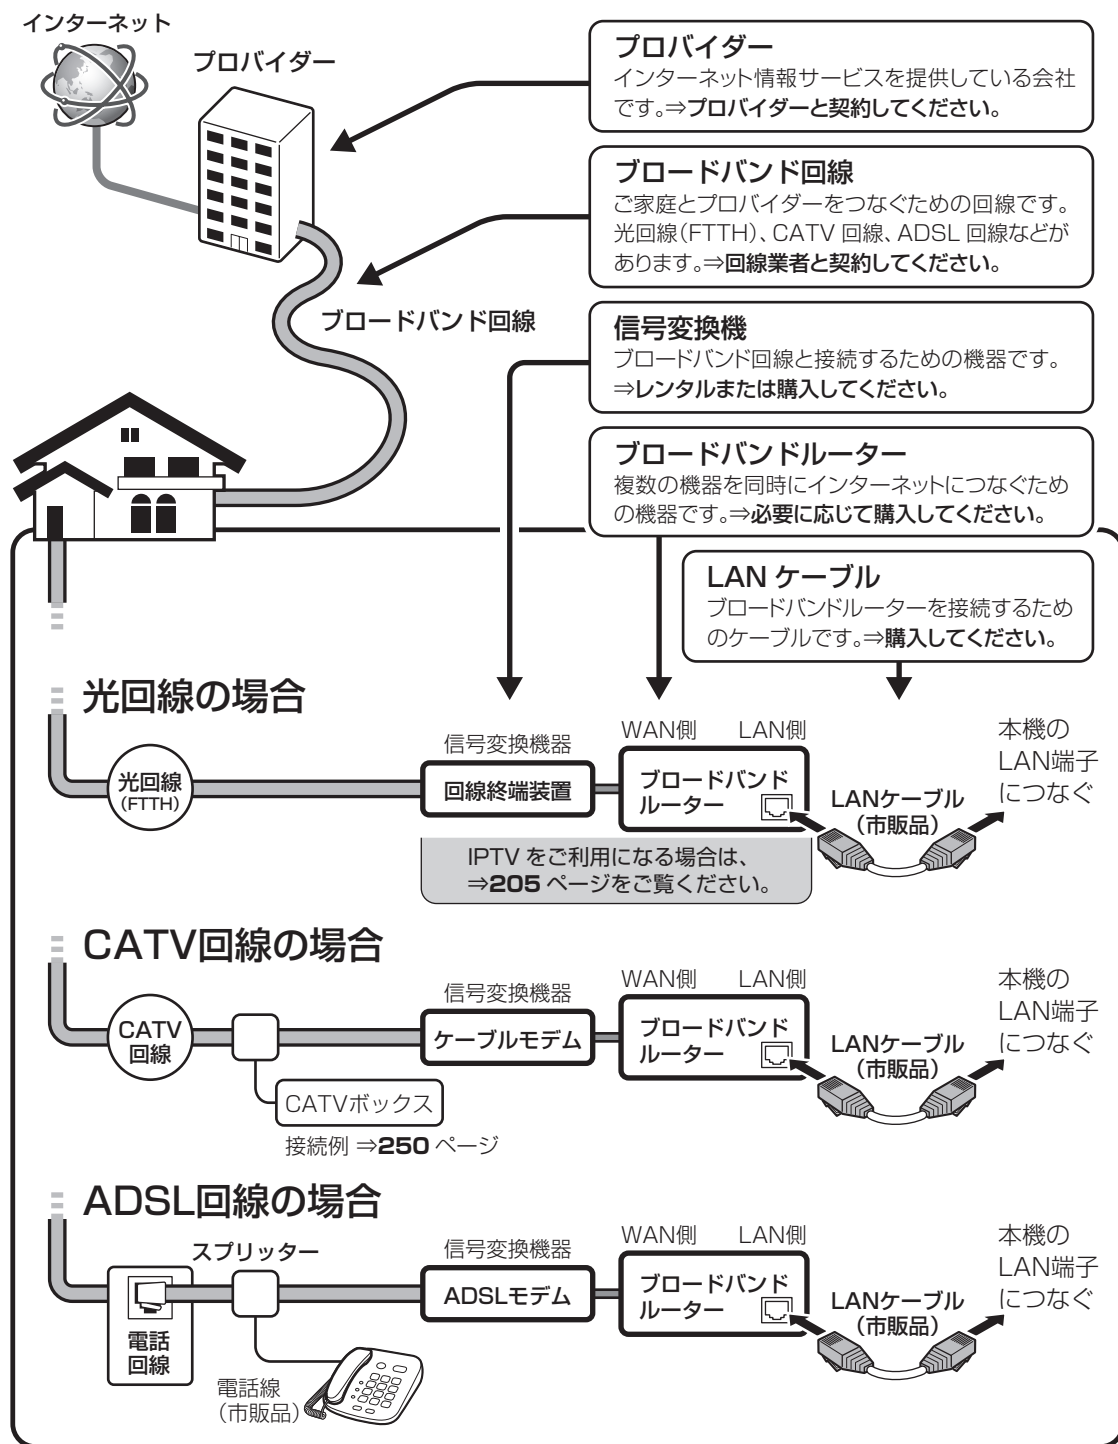 インターネット
プロバイダー
プロバイダー
インターネット情報サービスを提供している会社
です。⇒プロバイダーと契約してください。
ブロードバンド回線
ご家庭とプロバイダーをつなぐための回線です。
光回線(FTTH)、CATV 回線、ADSL 回線などが
あります。⇒回線業者と契約してください。
ブロードバンド回線
信号変換機
ブロードバンド回線と接続するための機器です。
⇒レンタルまたは購入してください。
ブロードバンドルーター
複数の機器を同時にインターネットにつなぐため
の機器です。⇒必要に応じて購入してください。
LAN ケーブル
ブロードバンドルーターを接続するため
のケーブルです。⇒購入してください。
光回線の場合
光回線
(FTTH)
信号変換機器
回線終端装置
WAN側 LAN側
ブロードバンド
ルーター
LANケーブル
(市販品)
本機の
LAN端子
につなぐ
IPTV をご利用になる場合は、
⇒205 ページをご覧ください。
CATV回線の場合
CATV
回線
CATVボックス
接続例 ⇒250 ページ
信号変換機器
ケーブルモデム
WAN側 LAN側
ブロードバンド
ルーター
LANケーブル
(市販品)
本機の
LAN端子
につなぐ
ADSL回線の場合
電話
回線
スプリッター
電話線
(市販品)
信号変換機器
ADSLモデム
WAN側 LAN側
ブロードバンド
ルーター
LANケーブル
(市販品)
本機の
LAN端子
につなぐ